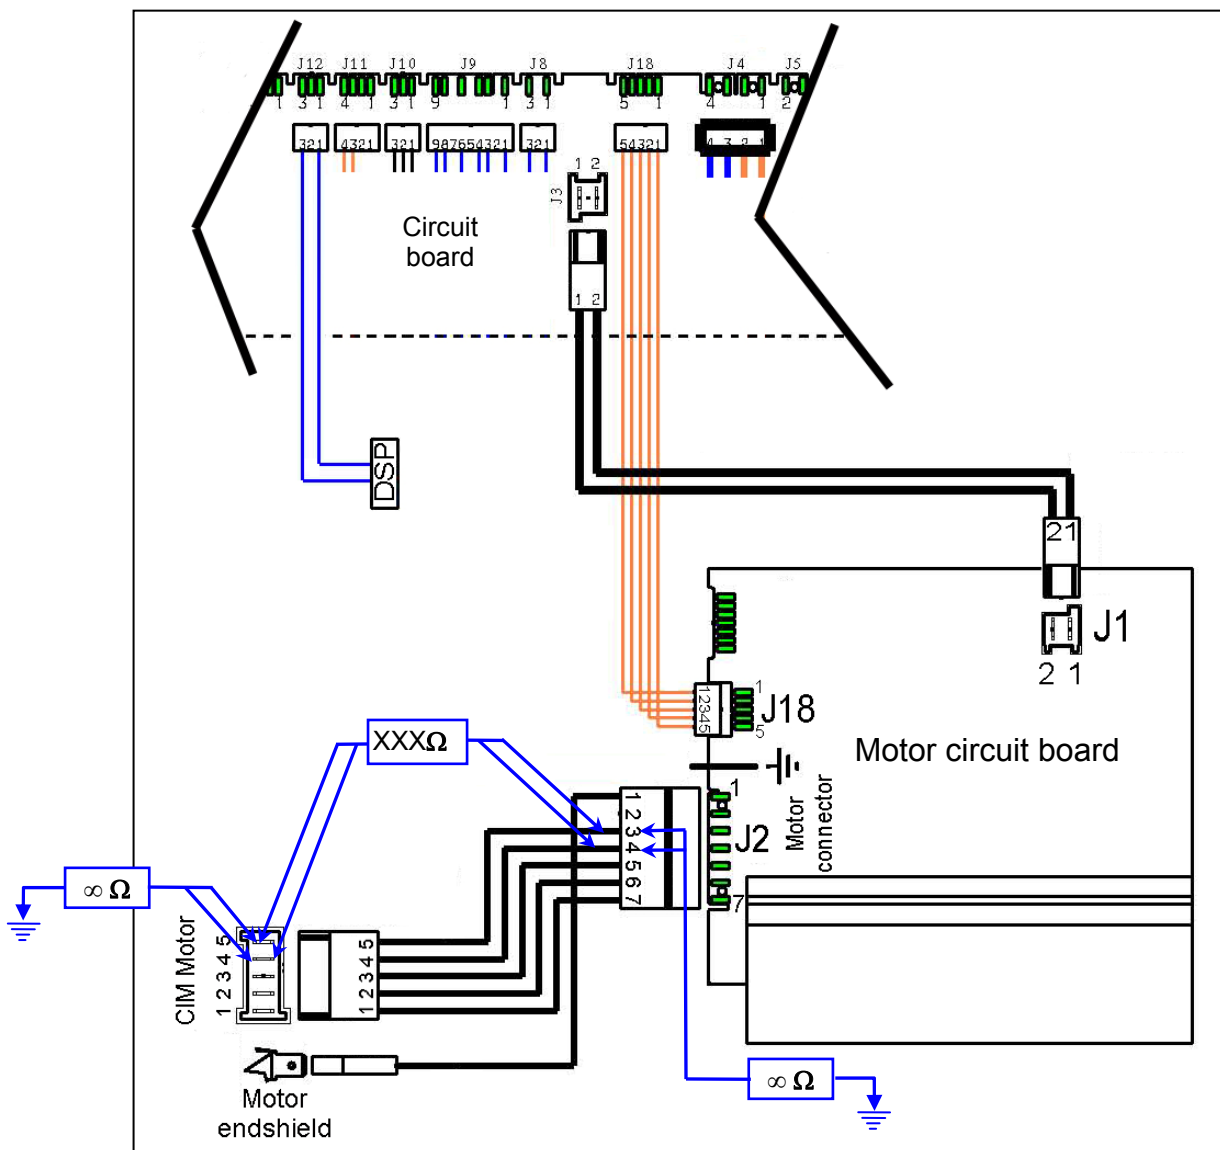 J12 J11 J10 J9 J8 J18 J4 J5
1 3 1 4 1 3 1 9 1 3 1 5 1 4 1 2
321 4321 321 987654321 321 54321 4 3 2 1
1 2
J3
Circuit
board
1 2
DSP
21
J1
2 1
12345
1
J18
5
Motor circuit board
XXXΩ
1
J2
7
Motor
connector
1 2 3 4 5 6 7
∞ Ω
CIM Motor
1 2 3 4 5
1 2 3 4 5
∞ Ω
Motor
endshield